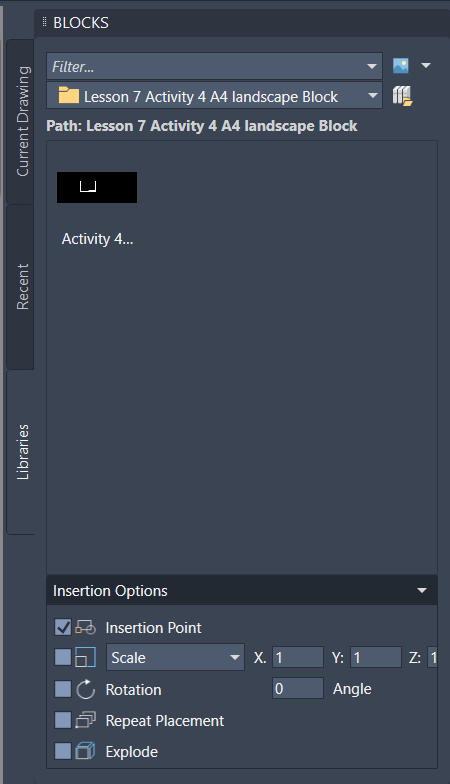 BLOCKS
Filter...
Lesson 7 Activity 4 A4 landscape Block
Path: Lesson 7 Activity 4 A4 landscape Block
Current Drawing
Recent
Libraries
Activity 4...
Insertion Options
Insertion Point
Scale X. 1 Y: 1 Z: 1
Rotation 0 Angle
Repeat Placement
Explode